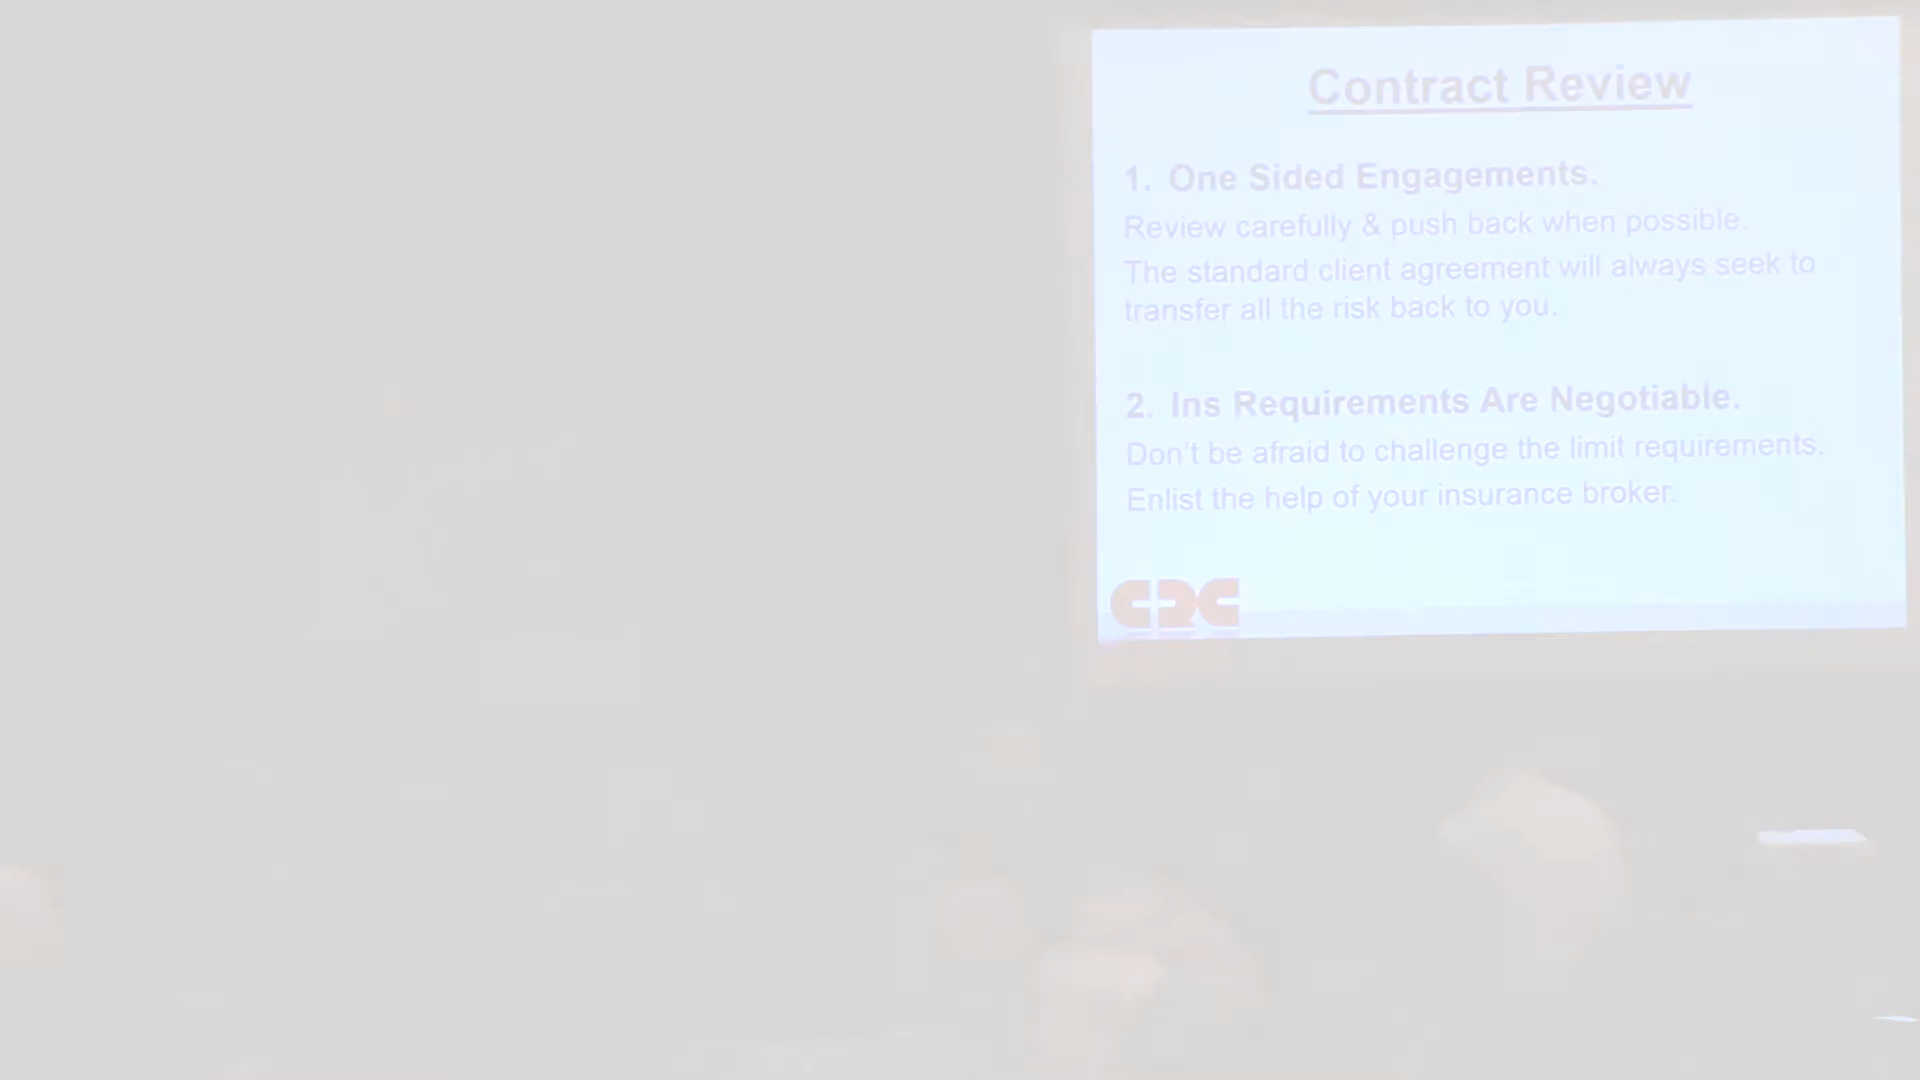 Contract Review
1. One Sided Engagements.
Review carefully & push back when possible.
The standard client agreement will always seek to
transfer all the risk back to you.
2. Ins Requirements Are Negotiable.
Don't be afraid to challenge the limit requirements.
Enlist the help of your insurance broker.
CRC